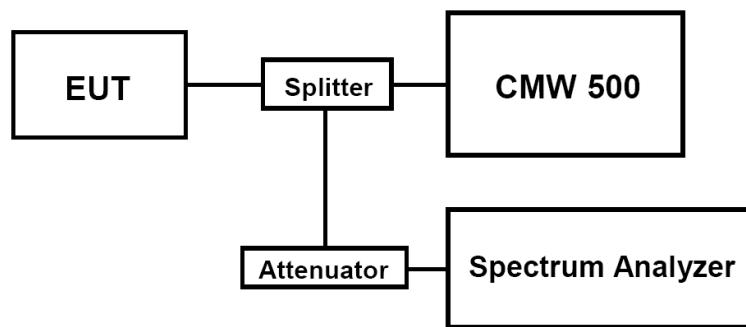 EUT
Splitter
CMW 500
Attenuator
Spectrum Analyzer